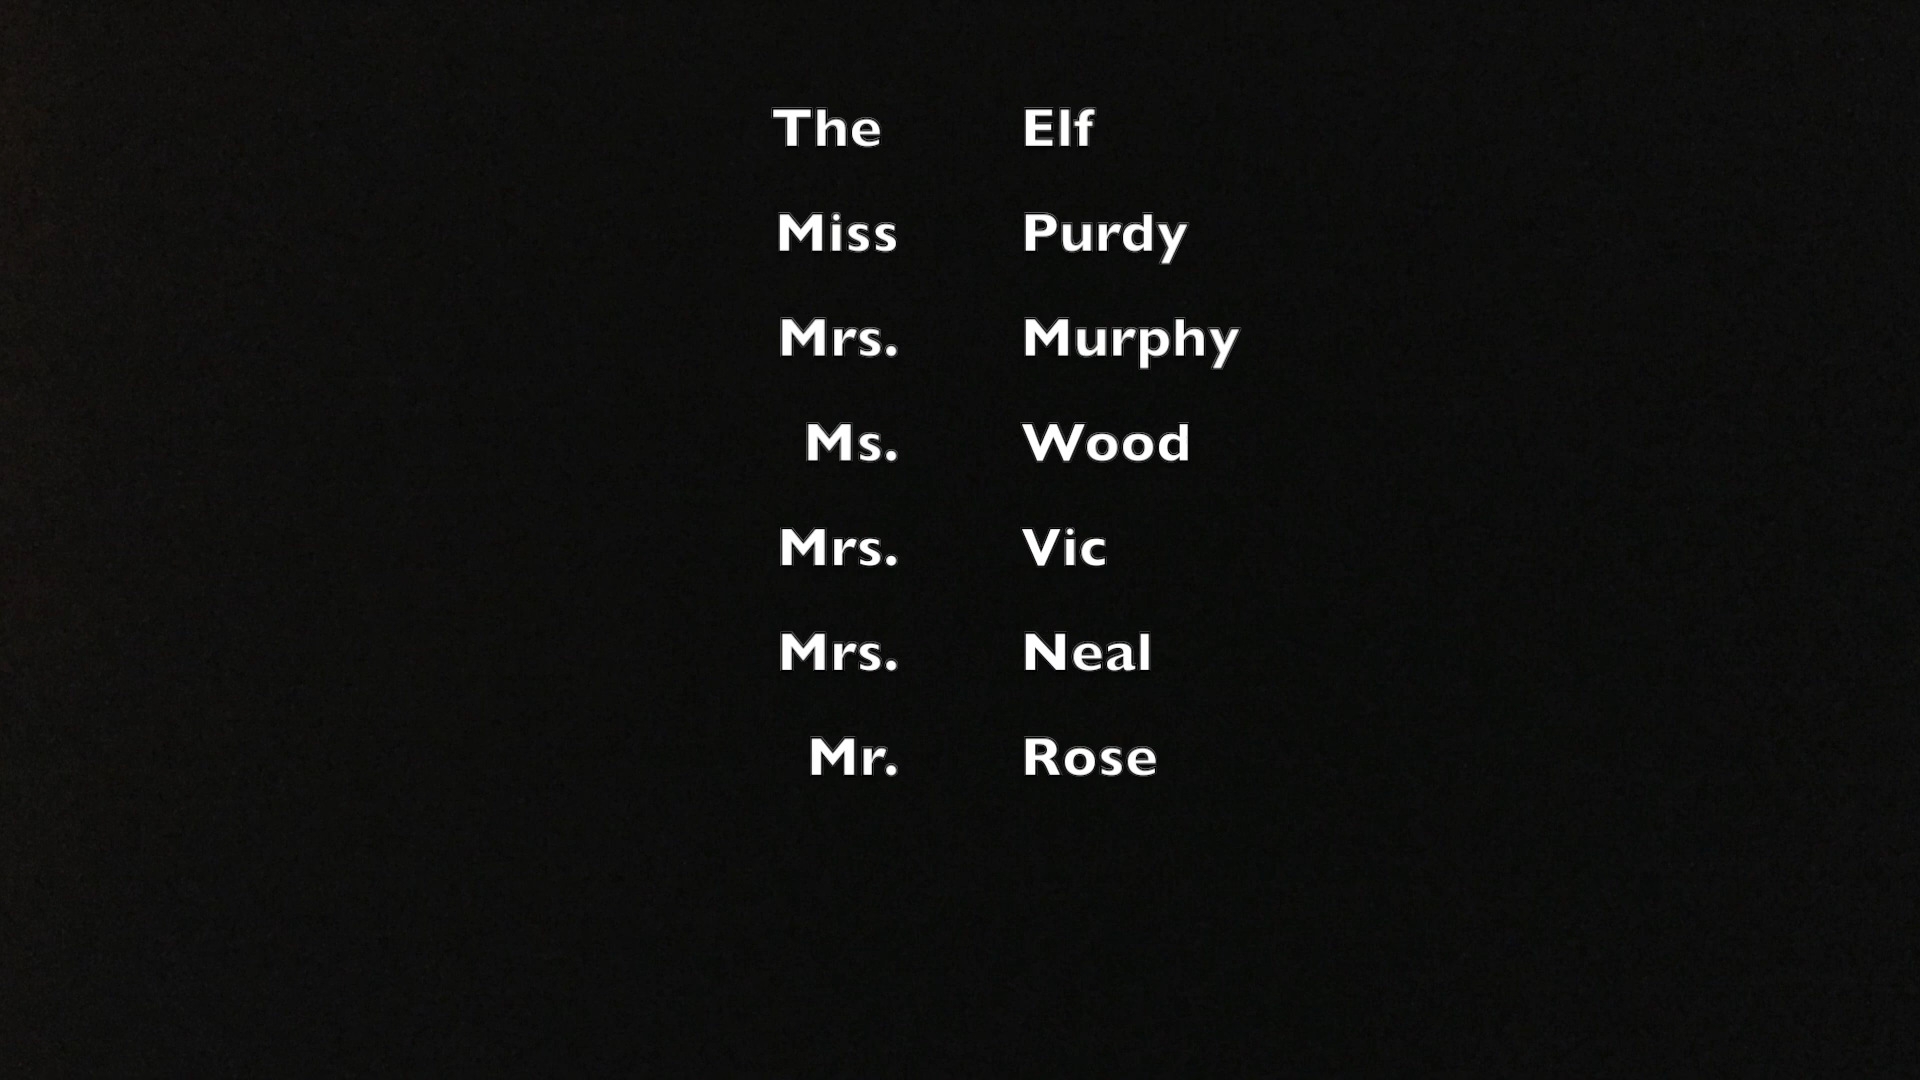 The Elf
Miss Purdy
Mrs. Murphy
Ms. Wood
Mrs. Vic
Mrs. Neal
Mr. Rose